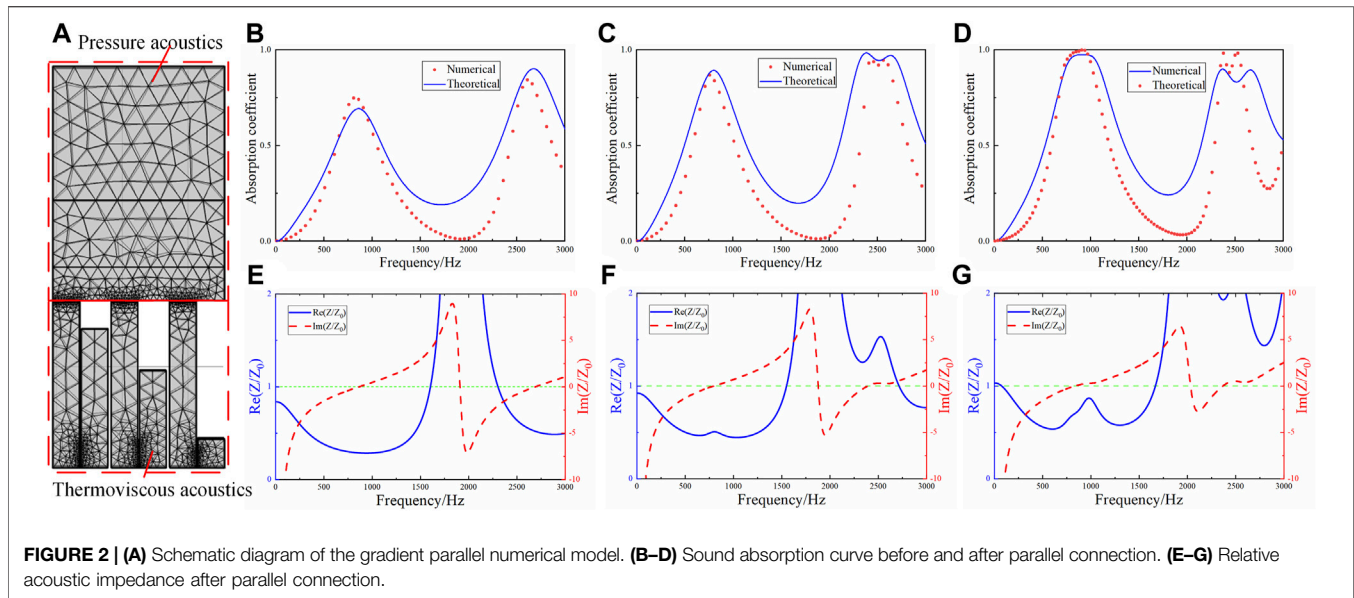 A
Pressure acoustics
Thermoviscous acoustics
B
Absorption coefficient
1.0
0.5
0.0
Numerical
Theoretical
0 500 1000 1500 2000 2500 3000
Frequency/Hz
C
Absorption coefficient
1.0
0.5
0.0
Numerical
Theoretical
0 500 1000 1500 2000 2500 3000
Frequency/Hz
D
Absorption coefficient
1.0
0.5
0.0
Numerical
Theoretical
0 500 1000 1500 2000 2500 3000
Frequency/Hz
E
Re(Z/Z0)
2
1
0
Re(Z/Z0)
Im(Z/Z0)
10
5
0
-5
-10
Im(Z/Z0)
0 500 1000 1500 2000 2500 3000
Frequency/Hz
F
Re(Z/Z0)
2
1
0
Re(Z/Z0)
Im(Z/Z0)
10
5
0
-5
-10
Im(Z/Z0)
0 500 1000 1500 2000 2500 3000
Frequency/Hz
G
Re(Z/Z0)
2
1
0
Re(Z/Z0)
Im(Z/Z0)
10
5
0
-5
-10
Im(Z/Z0)
0 500 1000 1500 2000 2500 3000
Frequency/Hz
FIGURE 2 | (A) Schematic diagram of the gradient parallel numerical model. (B–D) Sound absorption curve before and after parallel connection. (E–G) Relative
acoustic impedance after parallel connection.